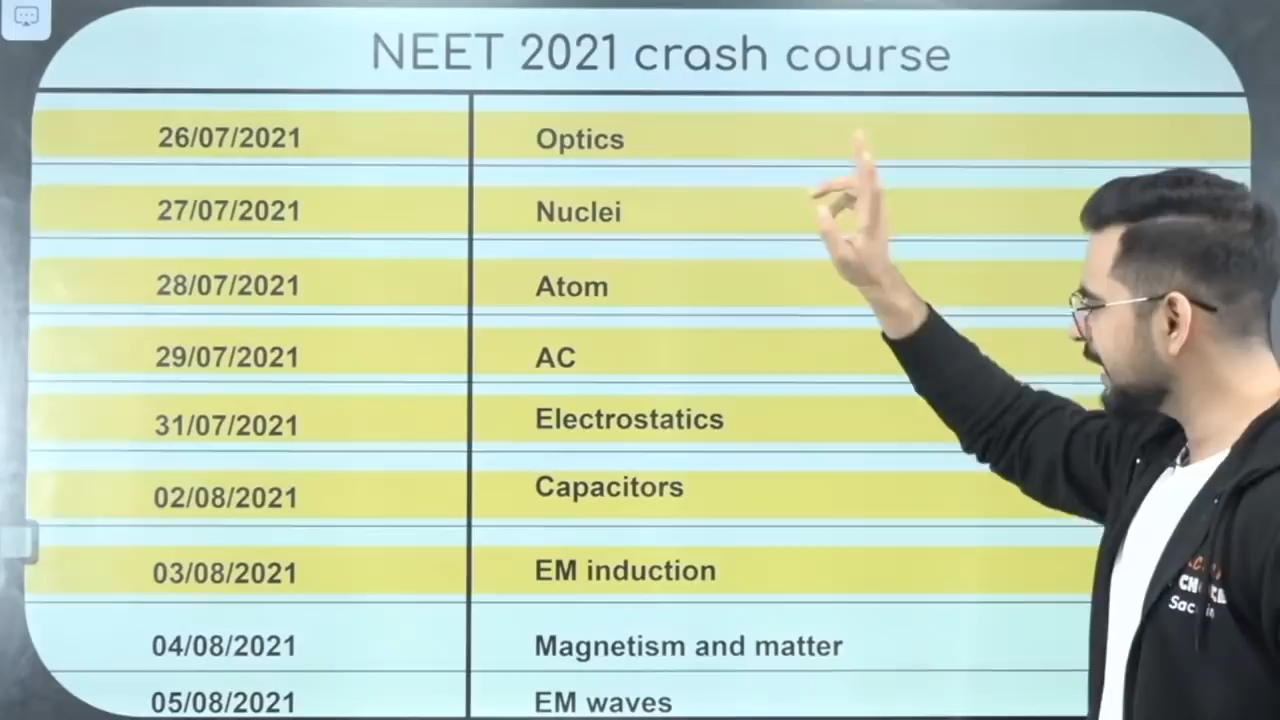 NEET 2021 crash course
26/07/2021 Optics
27/07/2021 Nuclei
28/07/2021 Atom
29/07/2021 AC
31/07/2021 Electrostatics
02/08/2021 Capacitors
03/08/2021 EM induction
04/08/2021 Magnetism and matter
05/08/2021 EM waves